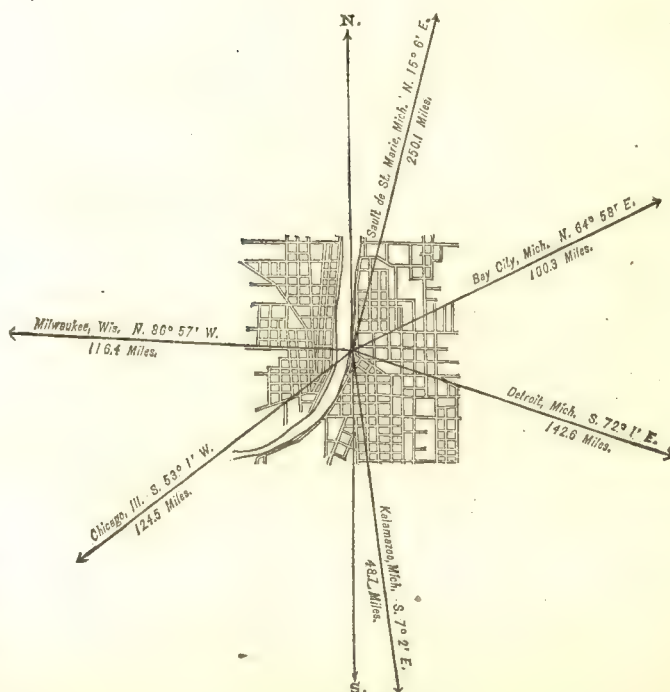 N.
Sault de St. Marie, Mich. N. 15° 6' E.
250.1 Miles.
Bay City, Mich. N. 64° 58' E.
100.3 Miles.
Milwaukee, Wis. N. 86° 57' W.
116.4 Miles.
Detroit, Mich. S. 72° 1' E.
142.6 Miles.
Chicago, Ill. S. 53° 1' W.
124.5 Miles.
Kalamazoo, Mich. S. 7° 2' E.
48.7 Miles.
S.